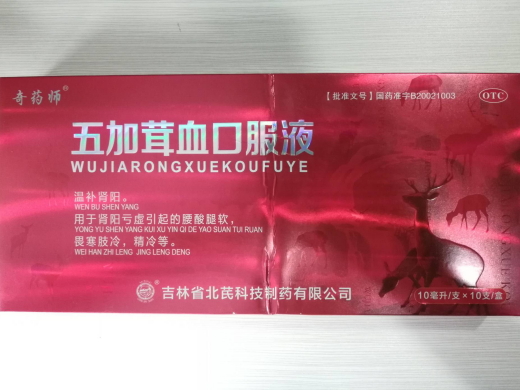 奇药师®
【批准文号】国药准字B20021003
OTC
五加茸血口服液
WUJIARONGXUEKOUFUYE
温补肾阳。
WEN BU SHEN YANG
用于肾阳亏虚引起的腰酸腿软，
YONG YU SHEN YANG KUI XU YIN QI DE YAO SUAN TUI RUAN
畏寒肢冷，精冷等。
WEI HAN ZHI LENG JING LENG DENG
吉林省北芪科技制药有限公司
10毫升/支×10支/盒